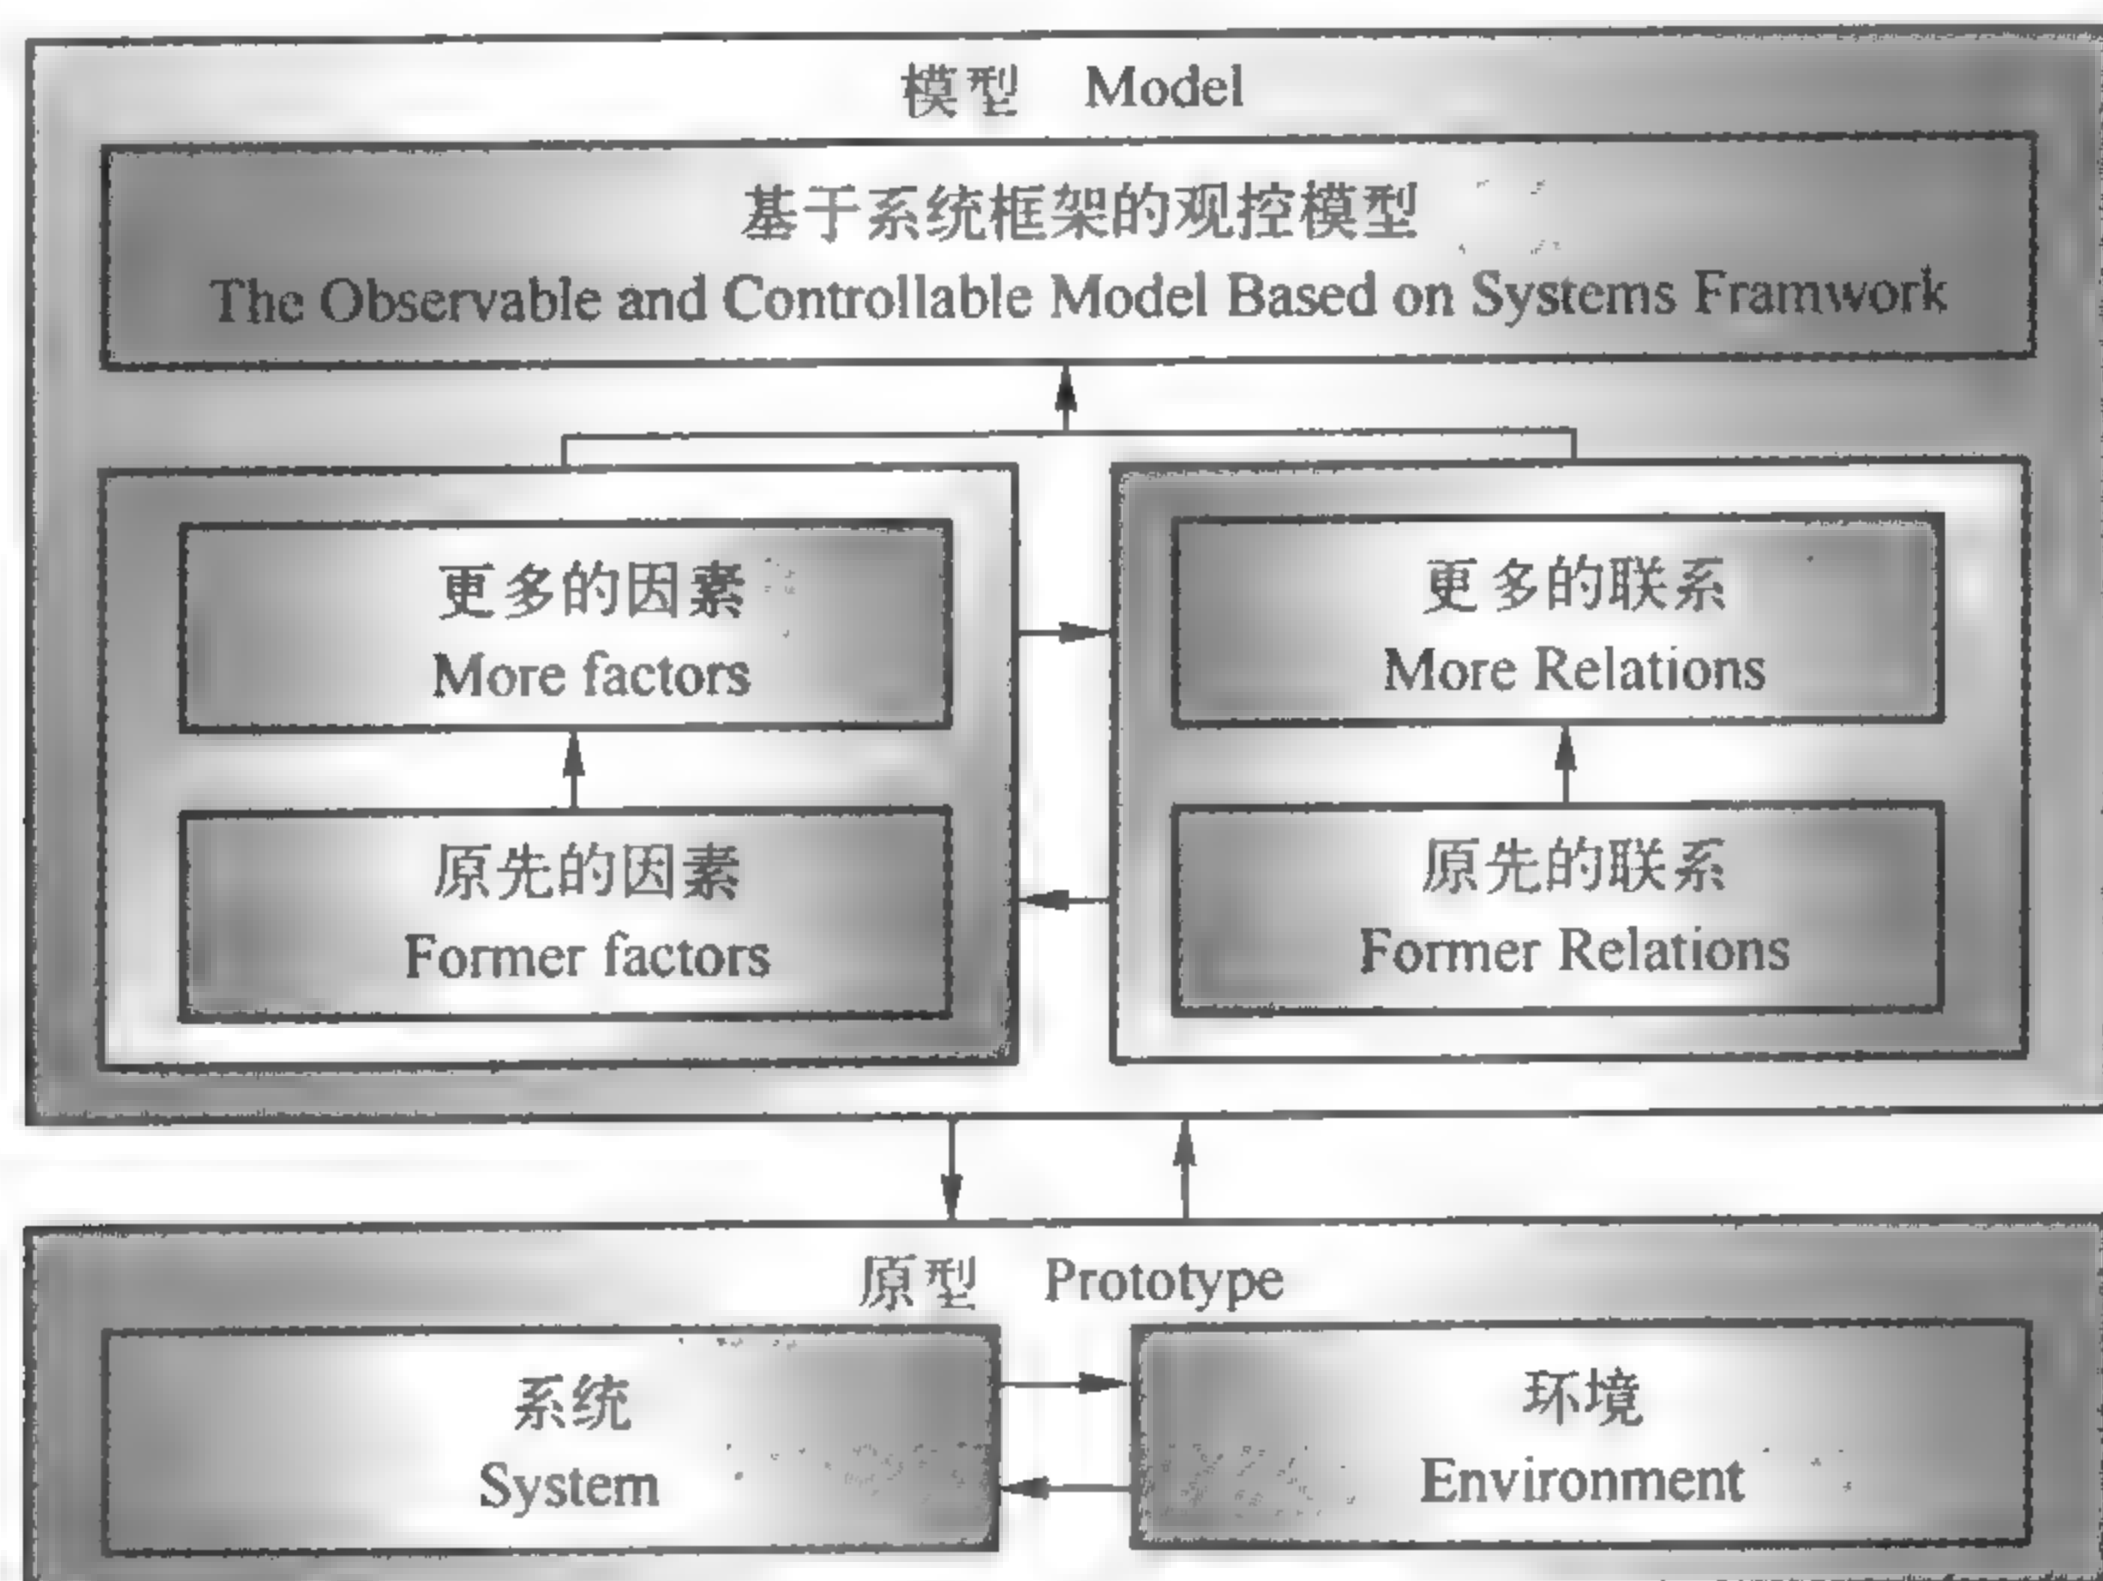 模型 Model
基于系统框架的观控模型
The Observable and Controllable Model Based on Systems Framwork
更多的因素
More factors
更多的联系
More Relations
原先的因素
Former factors
原先的联系
Former Relations
原型 Prototype
系统
System
环境
Environment